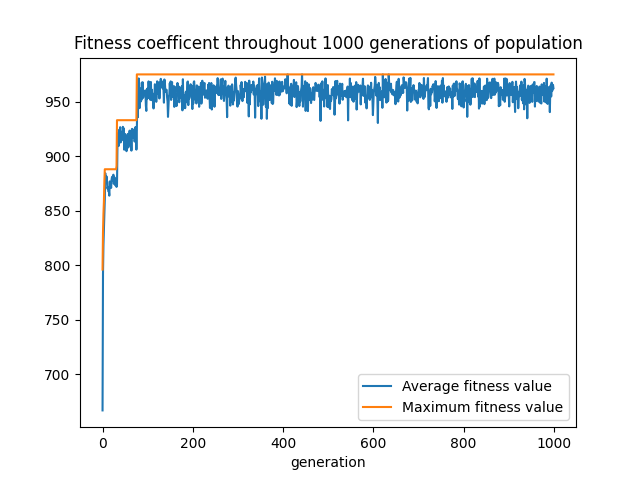 Fitness coefficent throughout 1000 generations of population
950
900
850
800
750
700
0 200 400 600 800 1000
generation
Average fitness value
Maximum fitness value